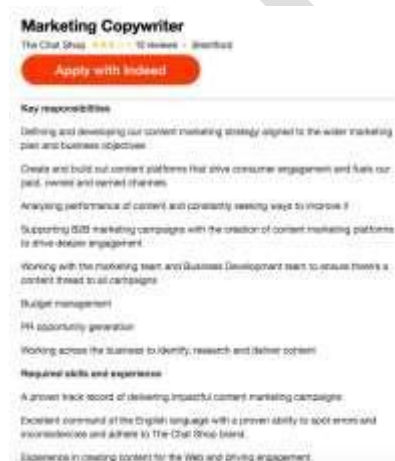 Marketing Copywriter
The Chat Shop 12 reviews - Brentford
Apply with Indeed
Key responsibilities
Defining and developing our content marketing strategy aligned to the wider marketing
plan and business objectives
Create and build out content platforms that drive consumer engagement and fuels our
paid, owned and earned channels
Analysing performance of content and constantly seeking ways to improve it
Supporting B2B marketing campaigns with the creation of content marketing platforms
to drive deeper engagement
Working with the marketing team and Business Development team to ensure there's a
content thread to all campaigns
Budget management
PR opportunity generation
Working across the business to identify, research and deliver content
Required skills and experience
A proven track record of delivering impactful content marketing campaigns
Excellent command of the English language with a proven ability to spot errors and
inconsistencies and adhere to The Chat Shop brand.
Experience in creating content for the Web and driving engagement